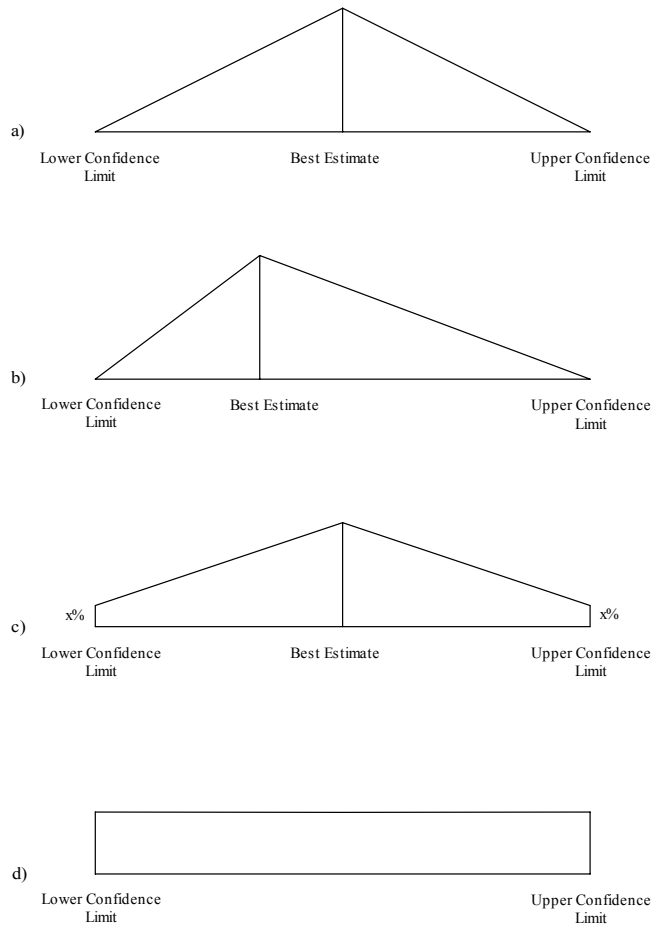 a)
Lower Confidence Limit
Best Estimate
Upper Confidence Limit
b)
Lower Confidence Limit
Best Estimate
Upper Confidence Limit
x%
x%
c)
Lower Confidence Limit
Best Estimate
Upper Confidence Limit
d)
Lower Confidence Limit
Upper Confidence Limit